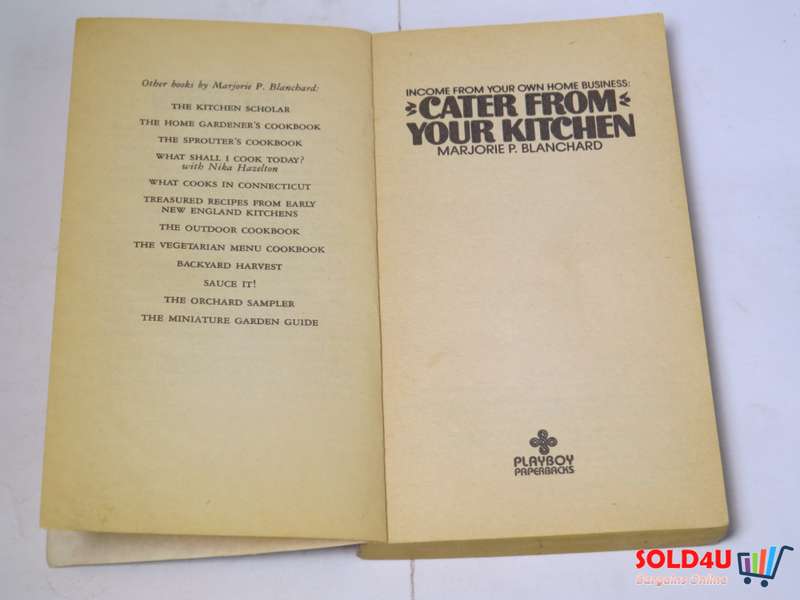 Other books by Marjorie P. Blanchard:
THE KITCHEN SCHOLAR
THE HOME GARDENER'S COOKBOOK
THE SPROUTER'S COOKBOOK
WHAT SHALL I COOK TODAY?
with Nika Hazelton
WHAT COOKS IN CONNECTICUT
TREASURED RECIPES FROM EARLY
NEW ENGLAND KITCHENS
THE OUTDOOR COOKBOOK
THE VEGETARIAN MENU COOKBOOK
BACKYARD HARVEST
SAUCE IT!
THE ORCHARD SAMPLER
THE MINIATURE GARDEN GUIDE
INCOME FROM YOUR OWN HOME BUSINESS:
CATER FROM
YOUR KITCHEN
MARJORIE P. BLANCHARD
PLAYBOY
PAPERBACKS
SOLD4U
Bargains Online